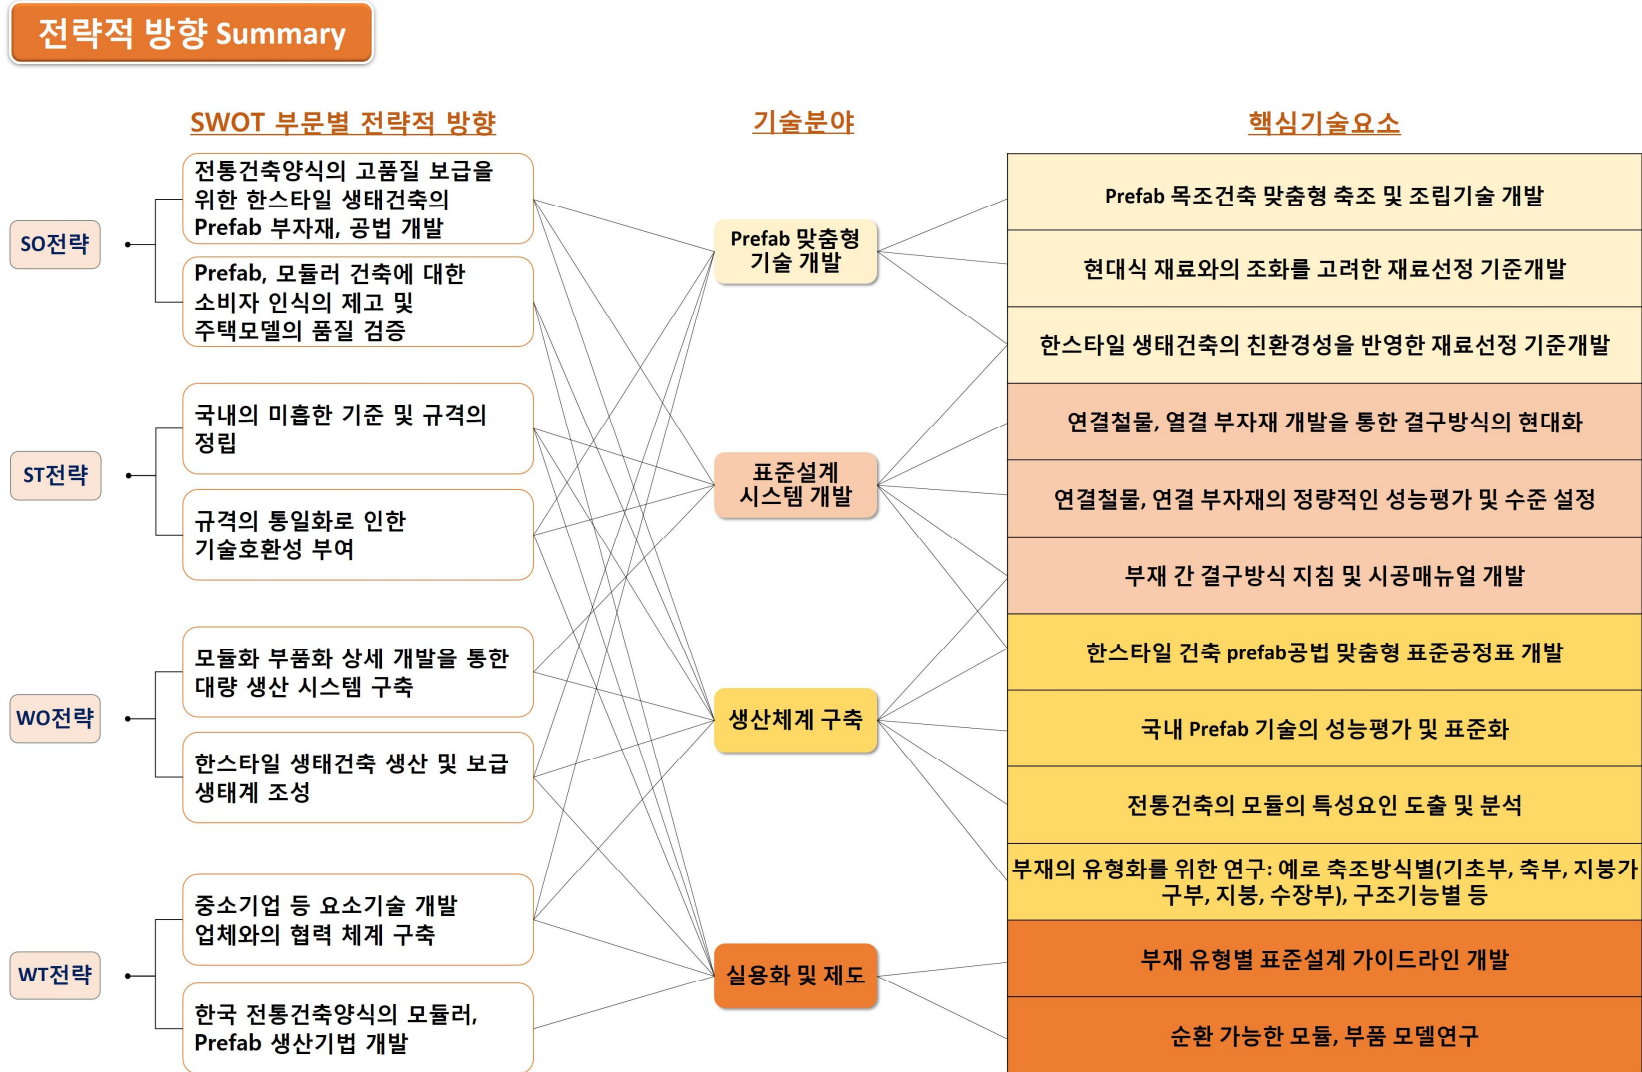 전략적 방향 Summary
SWOT 부문별 전략적 방향
기술분야
핵심기술요소
SO전략
전통건축양식의 고품질 보급을
위한 한스타일 생태건축의
Prefab 부자재, 공법 개발
Prefab, 모듈러 건축에 대한
소비자 인식의 제고 및
주택모델의 품질 검증
ST전략
국내의 미흡한 기준 및 규격의
정립
규격의 통일화로 인한
기술호환성 부여
WO전략
모듈화 부품화 상세 개발을 통한
대량 생산 시스템 구축
한스타일 생태건축 생산 및 보급
생태계 조성
WT전략
중소기업 등 요소기술 개발
업체와의 협력 체계 구축
한국 전통건축양식의 모듈러,
Prefab 생산기법 개발
Prefab 맞춤형
기술 개발
표준설계
시스템 개발
생산체계 구축
실용화 및 제도
Prefab 목조건축 맞춤형 축조 및 조립기술 개발
현대식 재료와의 조화를 고려한 재료선정 기준개발
한스타일 생태건축의 친환경성을 반영한 재료선정 기준개발
연결철물, 열결 부자재 개발을 통한 결구방식의 현대화
연결철물, 연결 부자재의 정량적인 성능평가 및 수준 설정
부재 간 결구방식 지침 및 시공매뉴얼 개발
한스타일 건축 prefab공법 맞춤형 표준공정표 개발
국내 Prefab 기술의 성능평가 및 표준화
전통건축의 모듈의 특성요인 도출 및 분석
부재의 유형화를 위한 연구: 예로 축조방식별(기초부, 축부, 지붕가
구부, 지붕, 수장부), 구조기능별 등
부재 유형별 표준설계 가이드라인 개발
순환 가능한 모듈, 부품 모델연구